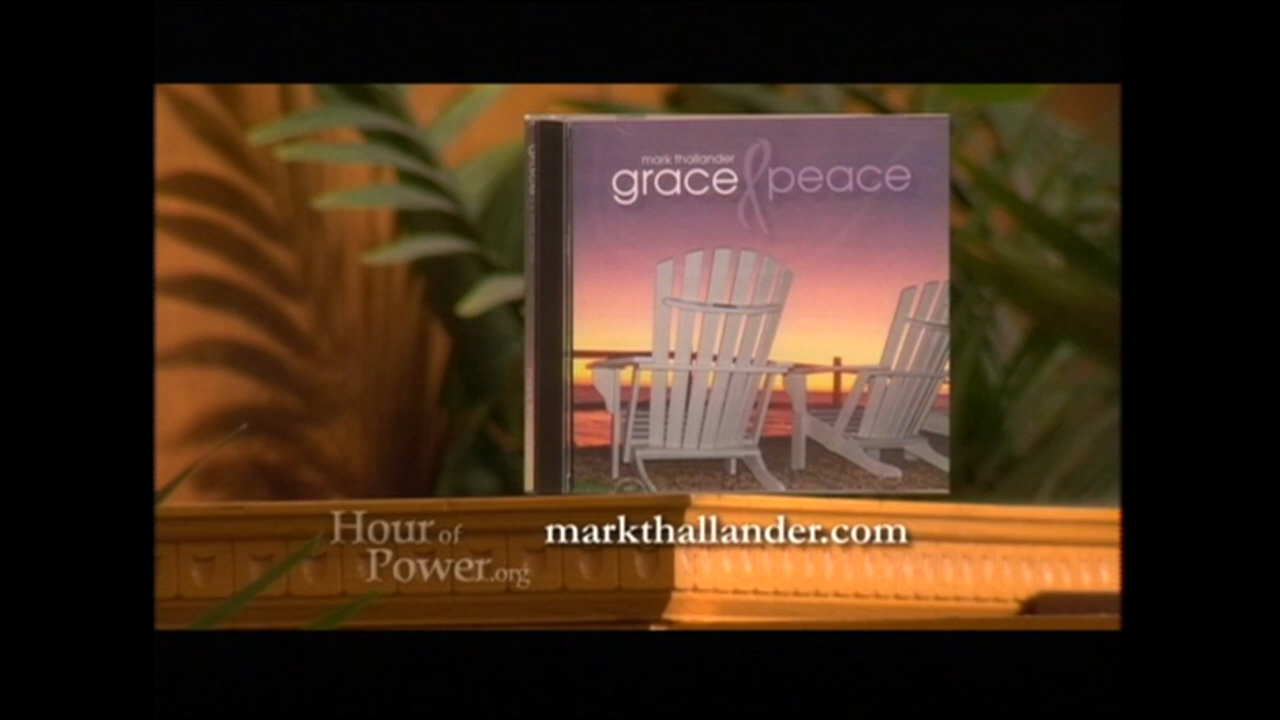 mark thallander
grace & peace
Hour of
Power.org
markthallander.com